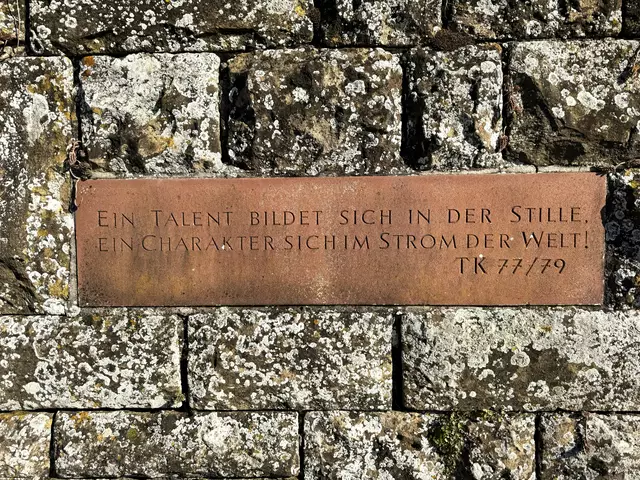 EIN TALENT BILDET SICH IN DER STILLE,
EIN CHARAKTER SICH IM STROM DER WELT!
TK 77/79